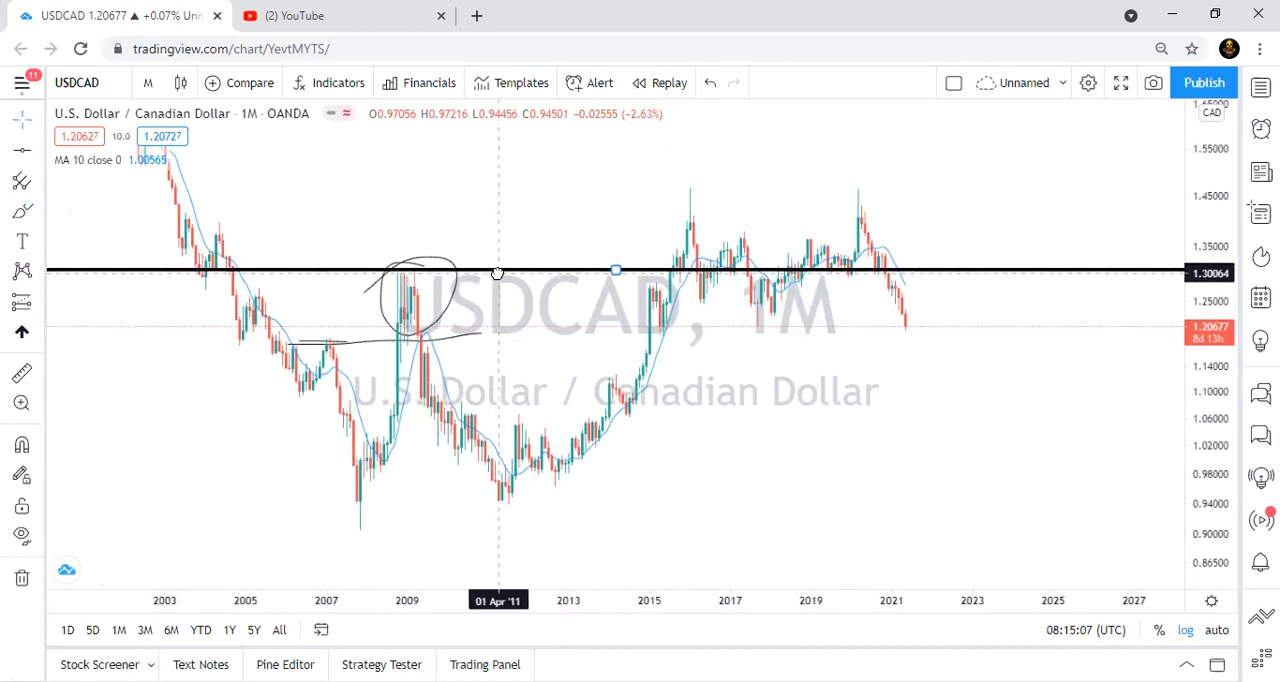 USDCAD 1.20677 ▲ +0.07% Unn
(2) YouTube
tradingview.com/chart/YevtMYTS/
11
USDCAD M Compare Indicators Financials Templates Alert Replay Unnamed Publish
U.S. Dollar / Canadian Dollar · 1M · OANDA O0.97056 H0.97216 L0.94456 C0.94501 −0.02555 (−2.63%)
CAD
1.20627 10.0 1.20727
MA 10 close 0 1.00565
1.65000
1.55000
1.45000
1.35000
1.30064
1.25000
1.20677
8d 13h
1.14000
1.10000
1.06000
1.02000
0.98000
0.94000
0.90000
0.86500
USDCAD, 1M
U.S. Dollar / Canadian Dollar
2003 2005 2007 2009 01 Apr '11 2013 2015 2017 2019 2021 2023 2025 2027
1D 5D 1M 3M 6M YTD 1Y 5Y All 08:15:07 (UTC) % log auto
Stock Screener Text Notes Pine Editor Strategy Tester Trading Panel